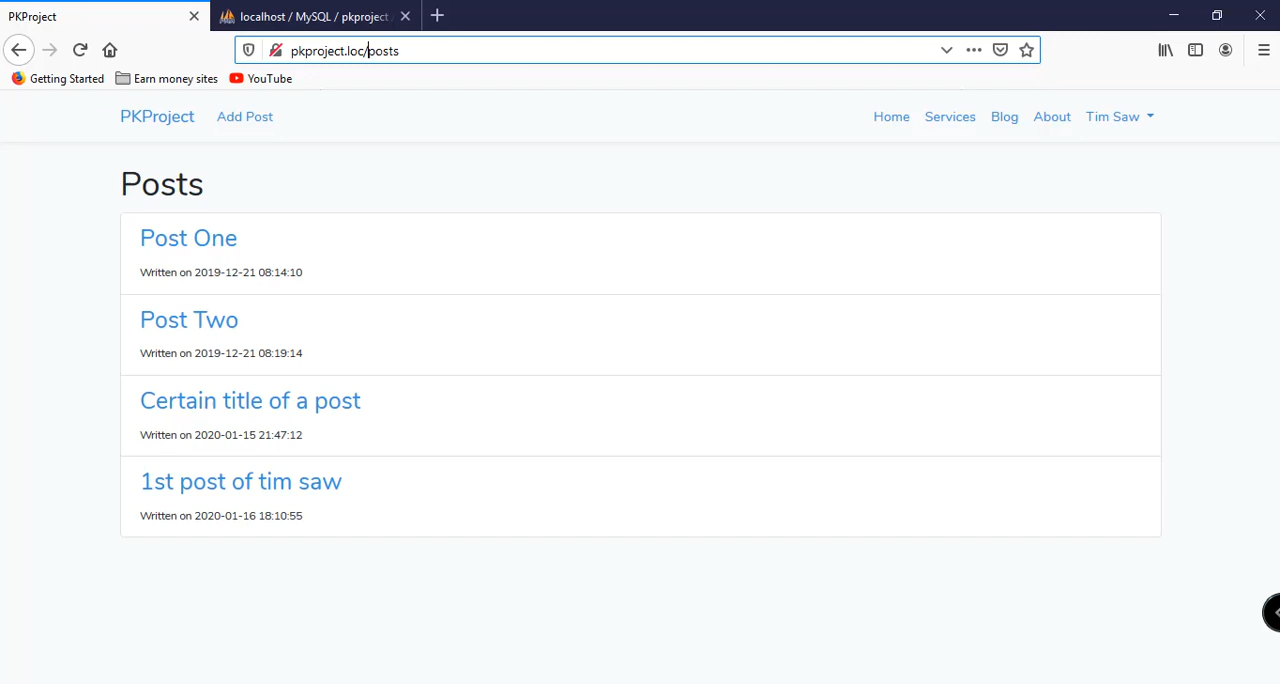 PKProject
localhost / MySQL / pkproject
pkproject.loc/posts
Getting Started
Earn money sites
YouTube
PKProject
Add Post
Home
Services
Blog
About
Tim Saw
Posts
Post One
Written on 2019-12-21 08:14:10
Post Two
Written on 2019-12-21 08:19:14
Certain title of a post
Written on 2020-01-15 21:47:12
1st post of tim saw
Written on 2020-01-16 18:10:55